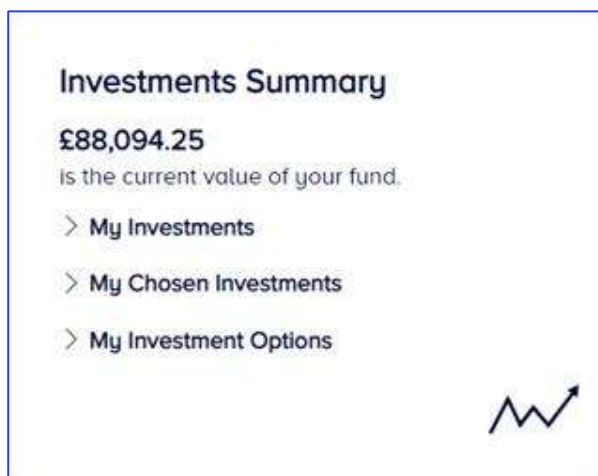 Investments Summary
£88,094.25
is the current value of your fund.
My Investments
My Chosen Investments
My Investment Options